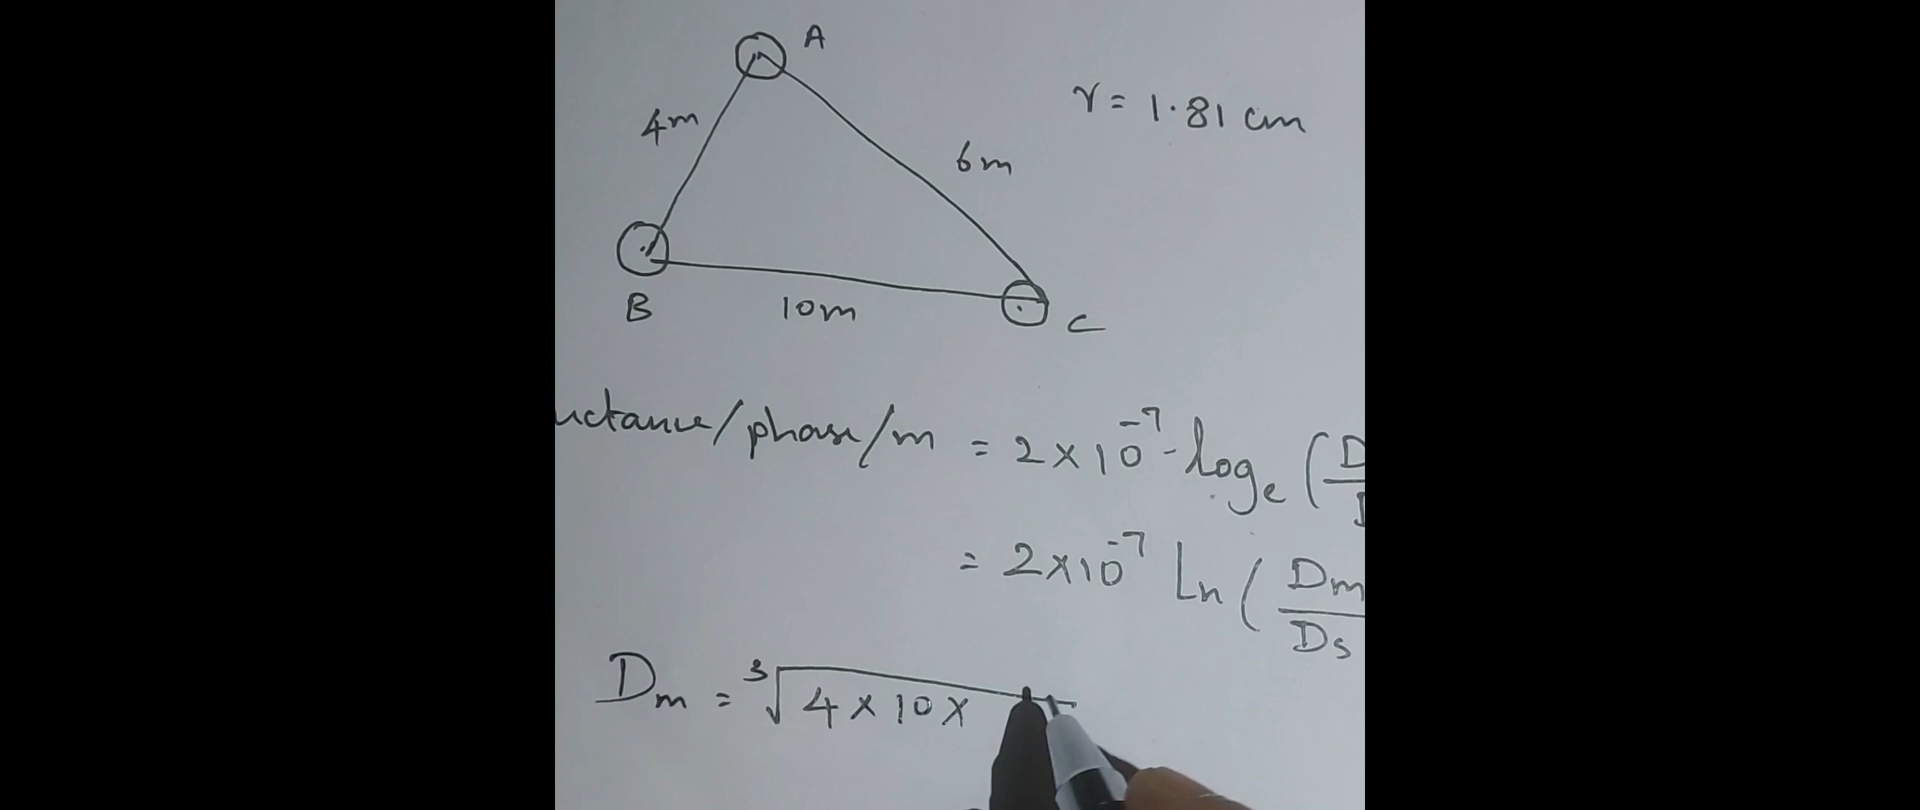 A
r = 1.81 cm
4m
6m
B
10m
C
uctance/phase/m = 2×10⁻⁷ logₑ (D
= 2×10⁻⁷ Ln ( Dm
Ds
Dm = ³√4 × 10 ×